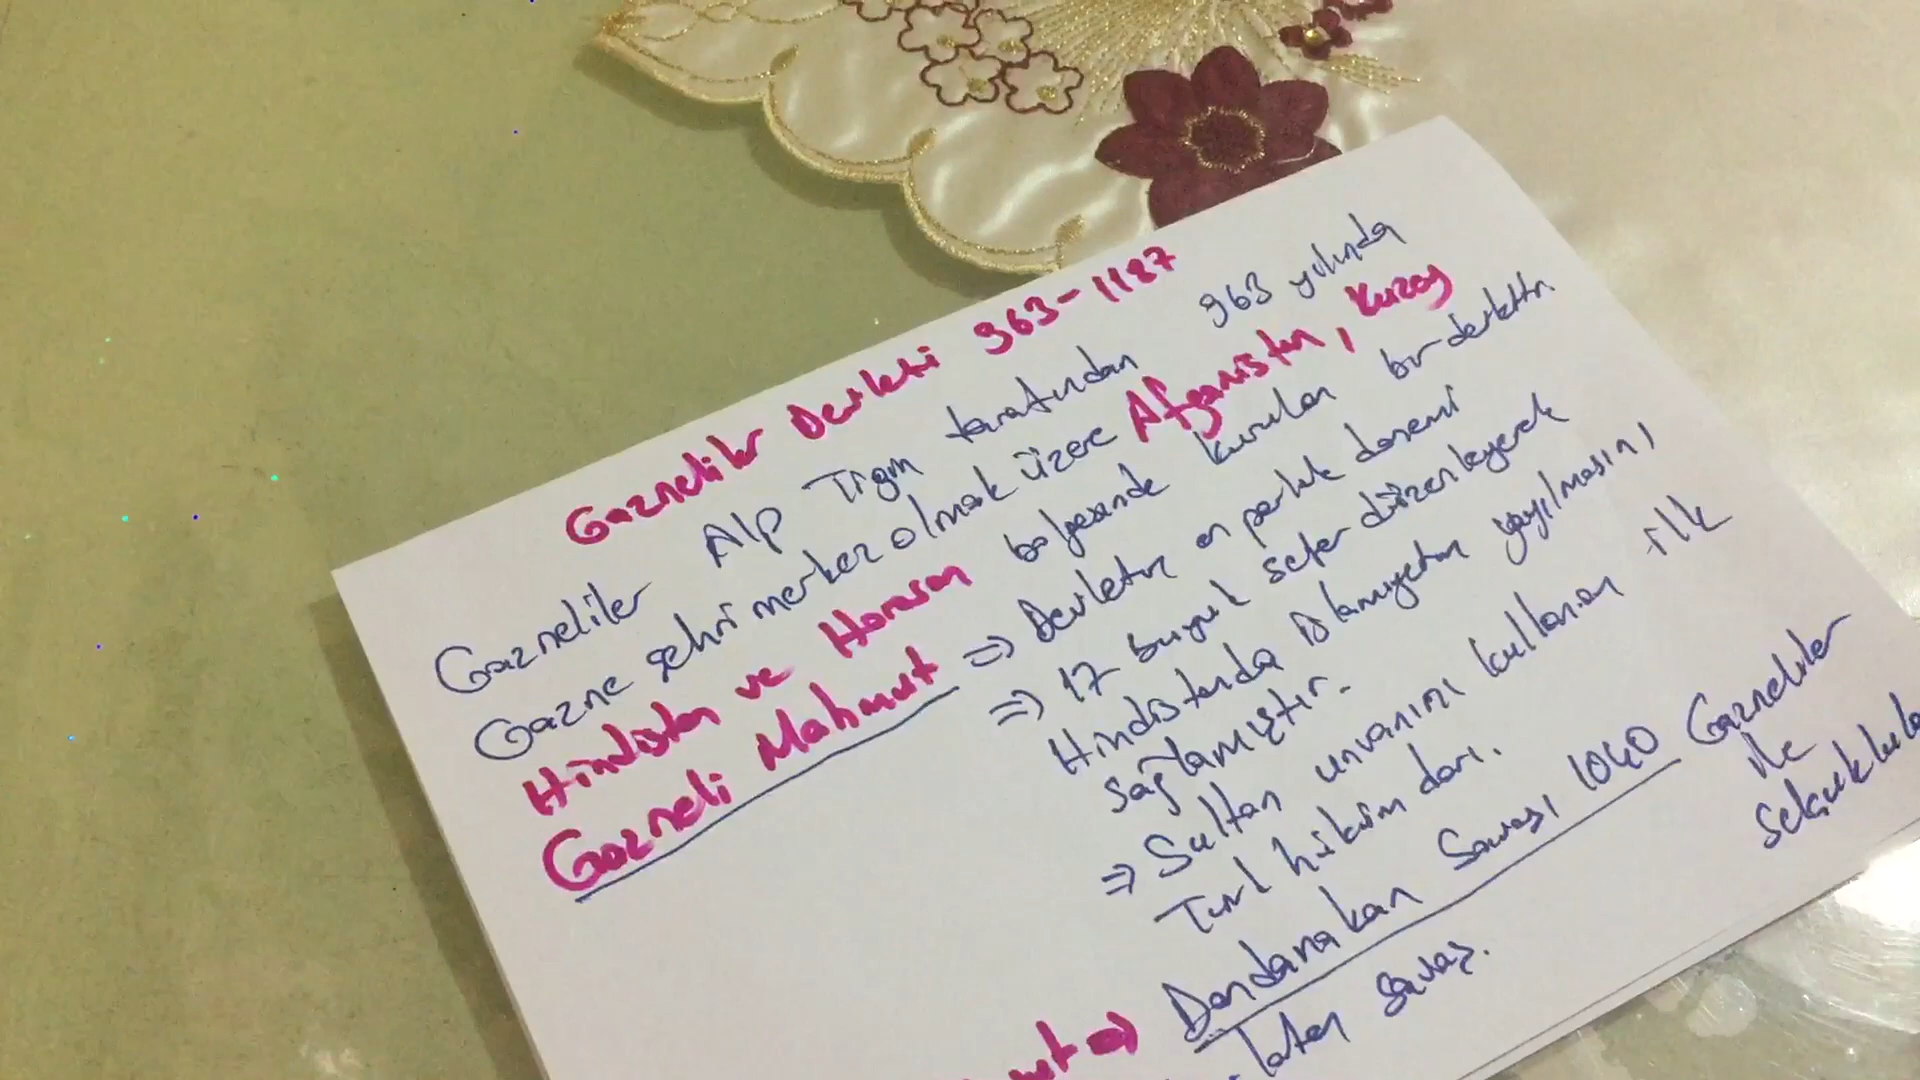 Gazneliler Devleti 963-1187
Gazneliler Alp Tigin tarafından 963 yılında
Gazne şehri merkez olmak üzere Afganistan, Kuzey
Hindistan ve Horasan bölgesinde kurulan bir devlettir.
Gazneli Mahmut => Devletin en parlak dönemi
=> 17 büyük sefer düzenleyerek
Hindistanda islamiyetin yayılmasını
sağlamıştır.
=> Sultan unvanını kullanan ilk
Türk hükümdarı.
Dandanakan Savaşı 1040 Gazneliler
ile
Selçuklular
savaş.